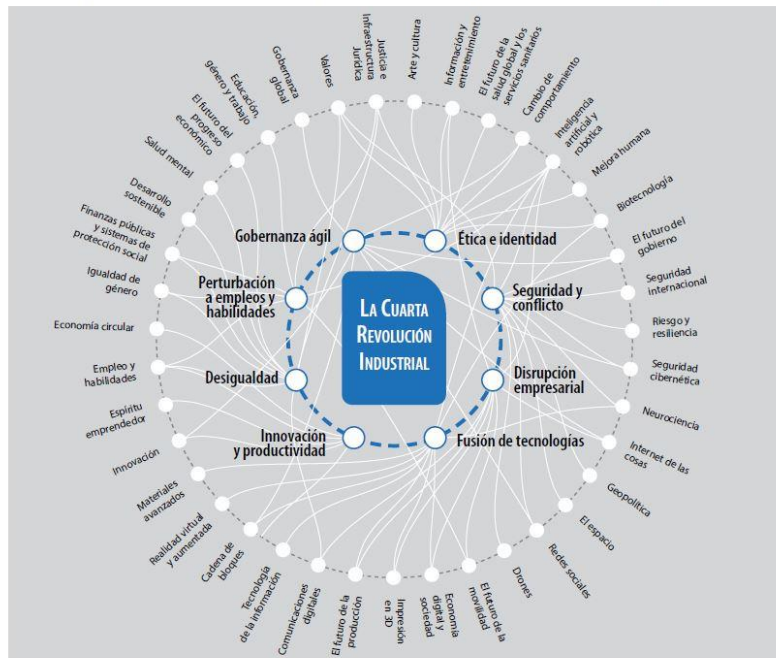 Arte y cultura
Información y
entretenimiento
El futuro de la
salud global y los
servicios sanitarios
Cambio de
comportamiento
Inteligencia
artificial y
robótica
Mejora humana
Biotecnología
El futuro del
gobierno
Seguridad
internacional
Riesgo y
resiliencia
Seguridad
cibernética
Neurociencia
Internet de las
cosas
Geopolítica
El espacio
Redes sociales
Drones
El futuro de la
movilidad
Economía
digital y
sociedad
Impresión
en 3D
El futuro de la
producción
Comunicaciones
digitales
Tecnología
de la información
Cadena de
bloques
Realidad virtual
y aumentada
Materiales
avanzados
Innovación
Espíritu
emprendedor
Empleo y
habilidades
Economía circular
Igualdad de
género
Finanzas públicas
y sistemas de
protección social
Desarrollo
sostenible
Salud mental
El futuro del
progreso
económico
Educación,
género y trabajo
Gobernanza
global
Valores
Justicia e
Infraestructura
Jurídica
Gobernanza ágil
Ética e identidad
Seguridad y
conflicto
Disrupción
empresarial
Fusión de tecnologías
Innovación
y productividad
Desigualdad
Perturbación
a empleos y
habilidades
LA CUARTA
REVOLUCIÓN
INDUSTRIAL